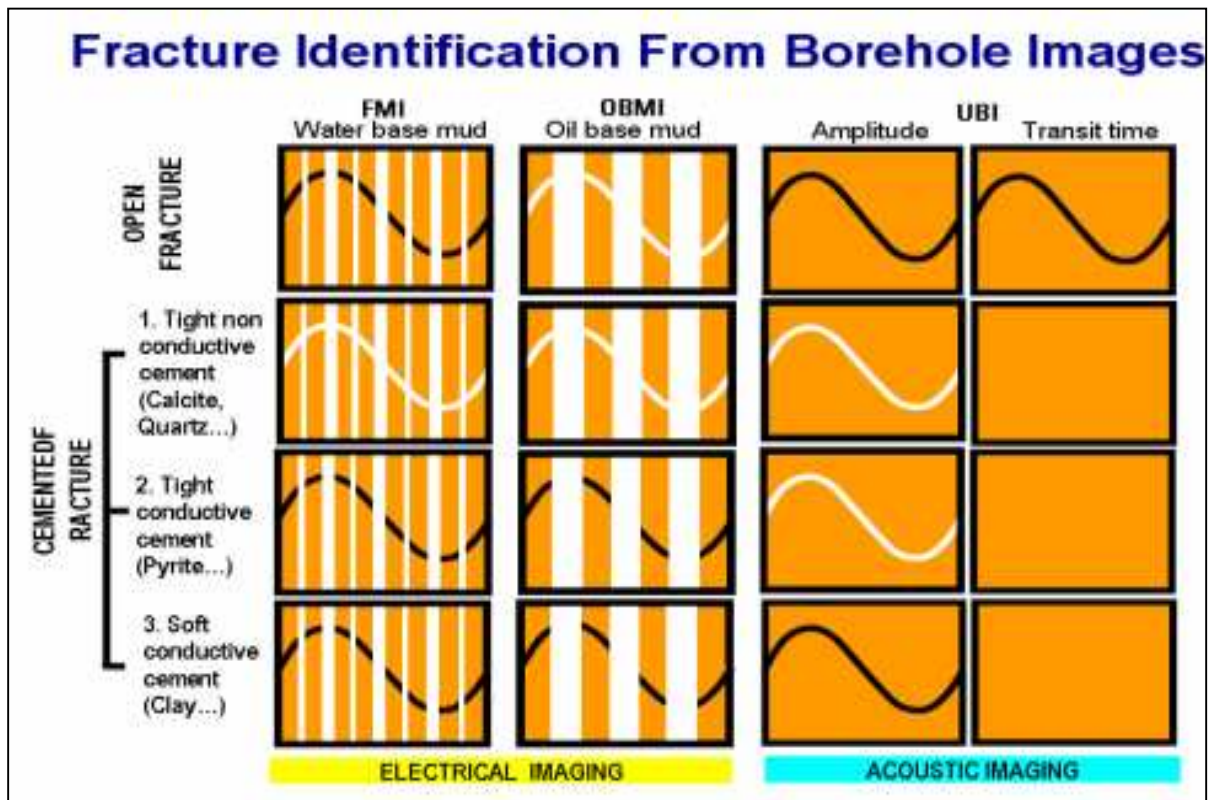 Fracture Identification From Borehole Images
FMI
Water base mud
OBMI
Oil base mud
UBI
Amplitude
Transit time
OPEN
FRACTURE
CEMENTEDF
RACTURE
1. Tight non
conductive
cement
(Calcite,
Quartz...)
2. Tight
conductive
cement
(Pyrite...)
3. Soft
conductive
cement
(Clay...)
ELECTRICAL IMAGING
ACOUSTIC IMAGING